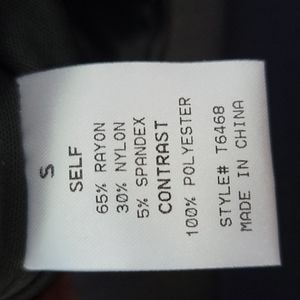 S
SELF
65% RAYON
30% NYLON
5% SPANDEX
CONTRAST
100% POLYESTER
STYLE# T6468
MADE IN CHINA